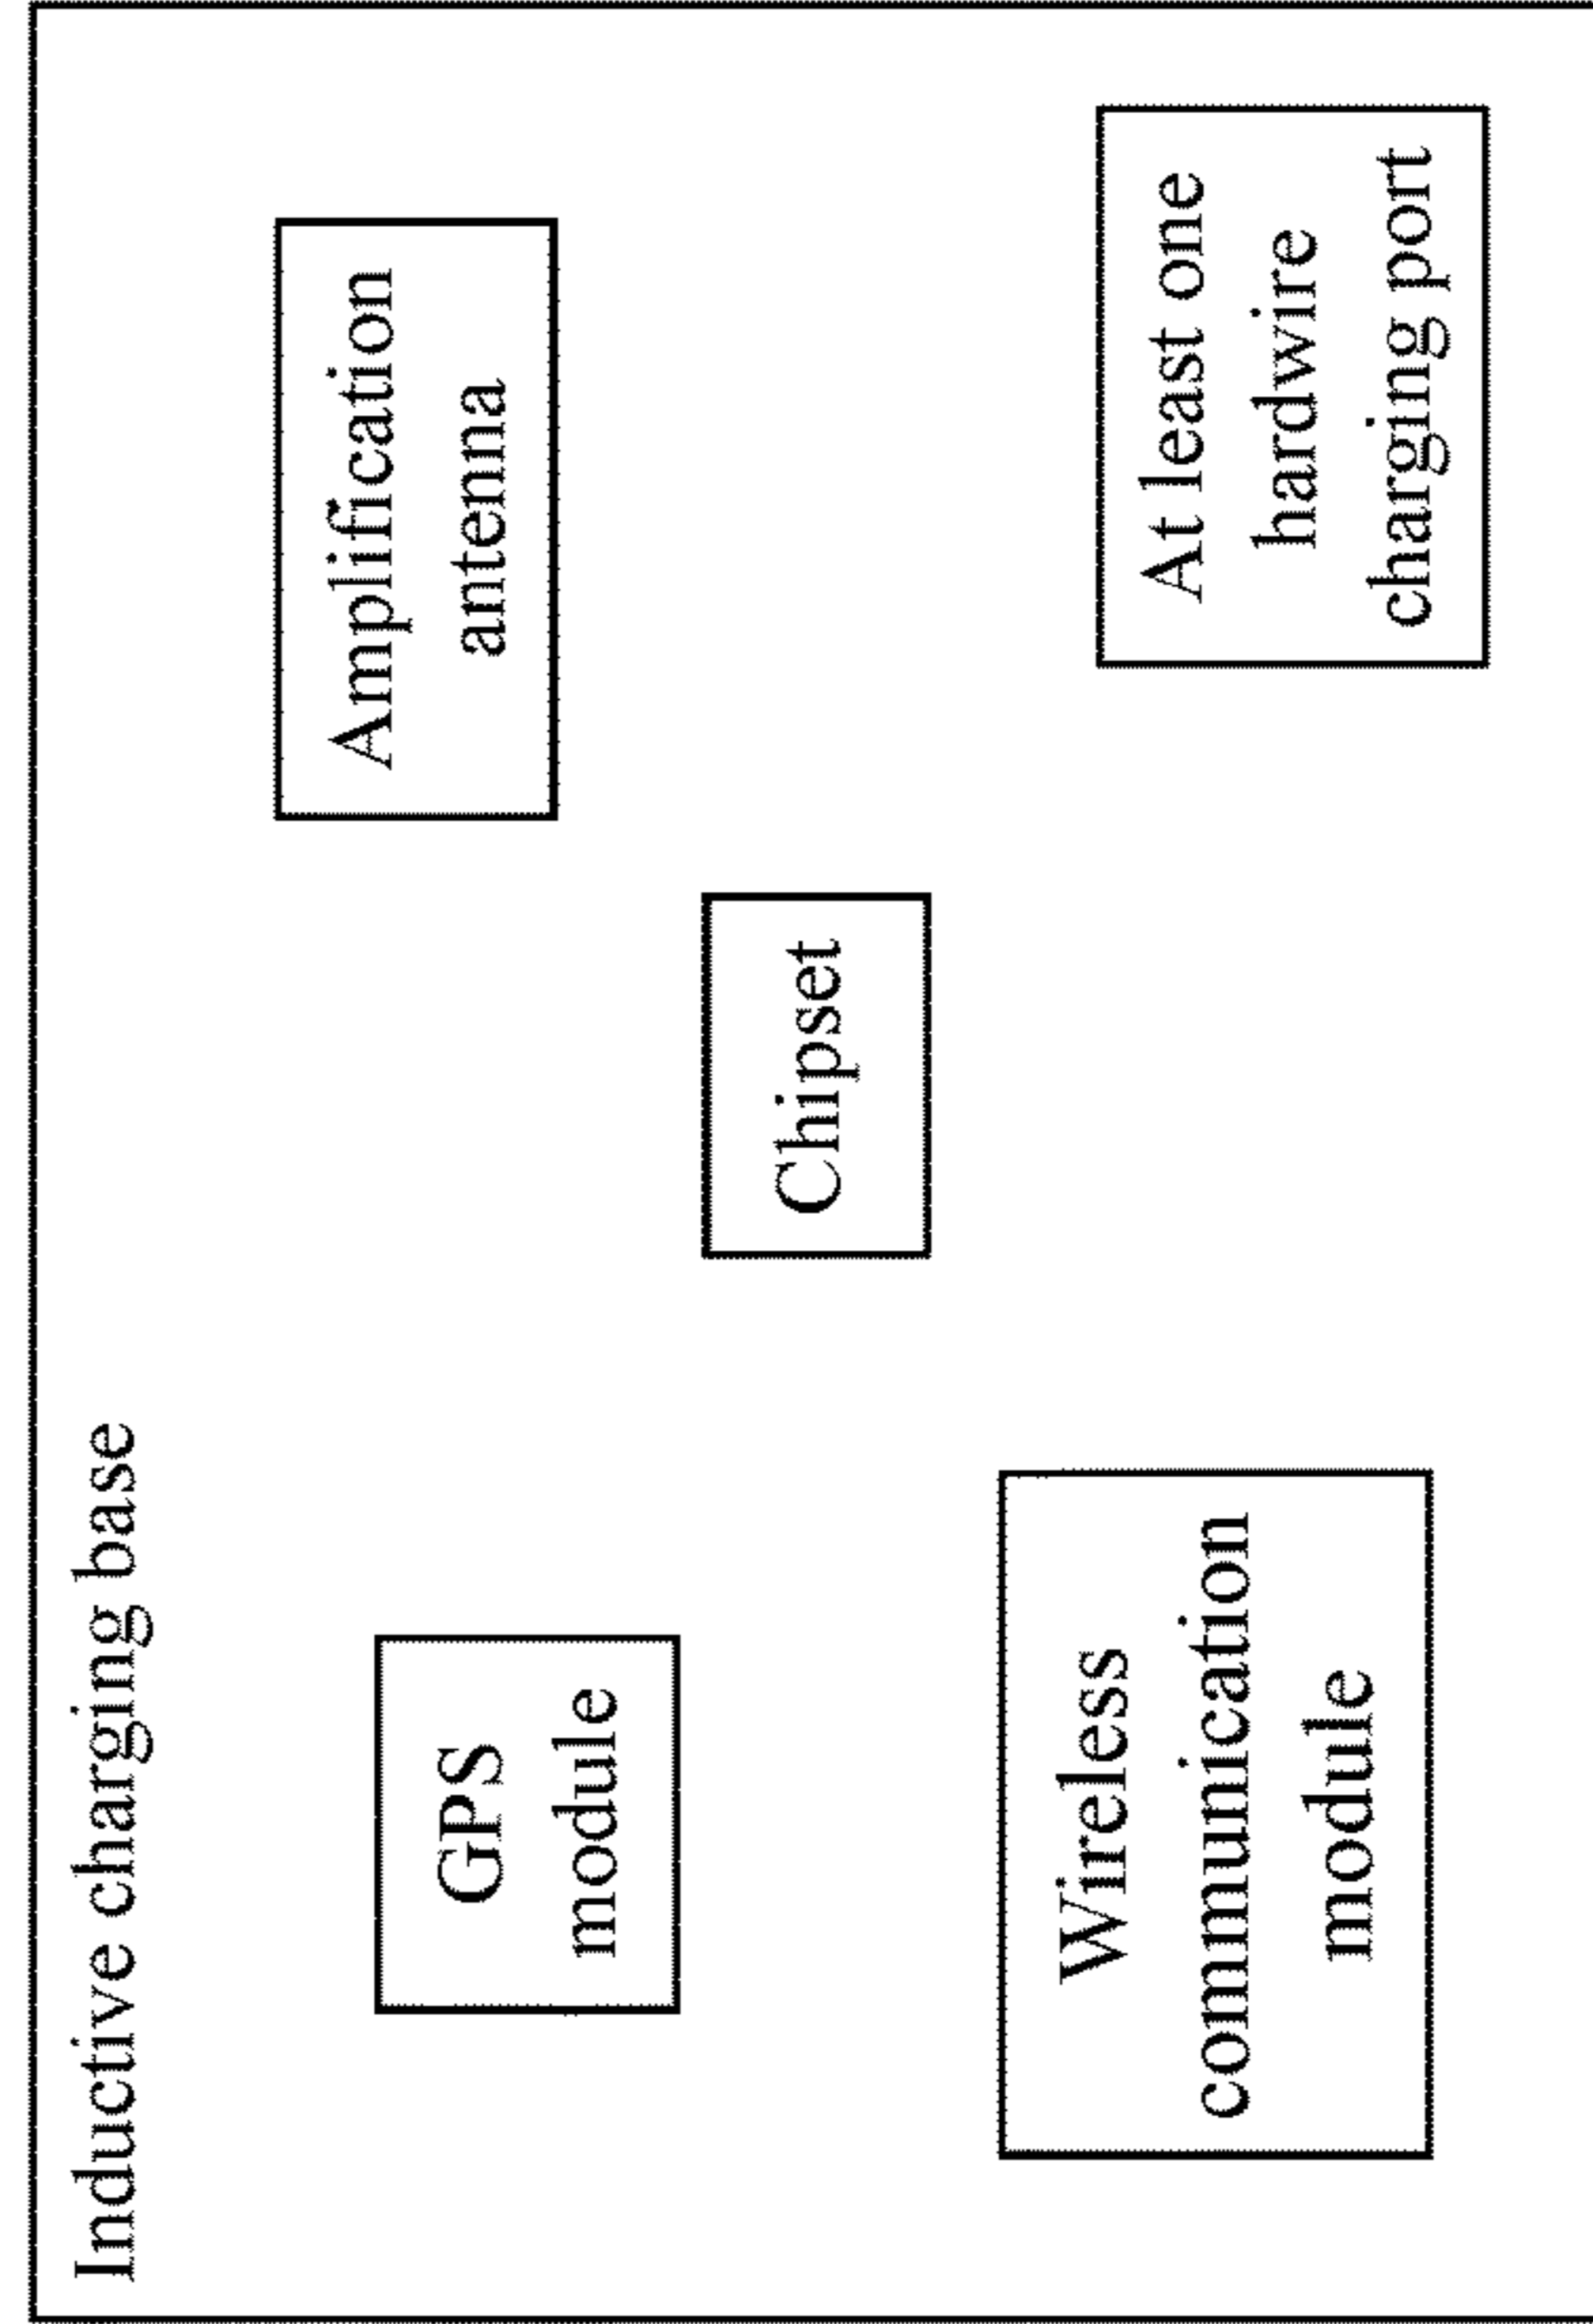 Inductive charging base
GPS
module
Amplification
antenna
Chipset
Wireless
communication
module
At least one
hardwire
charging port